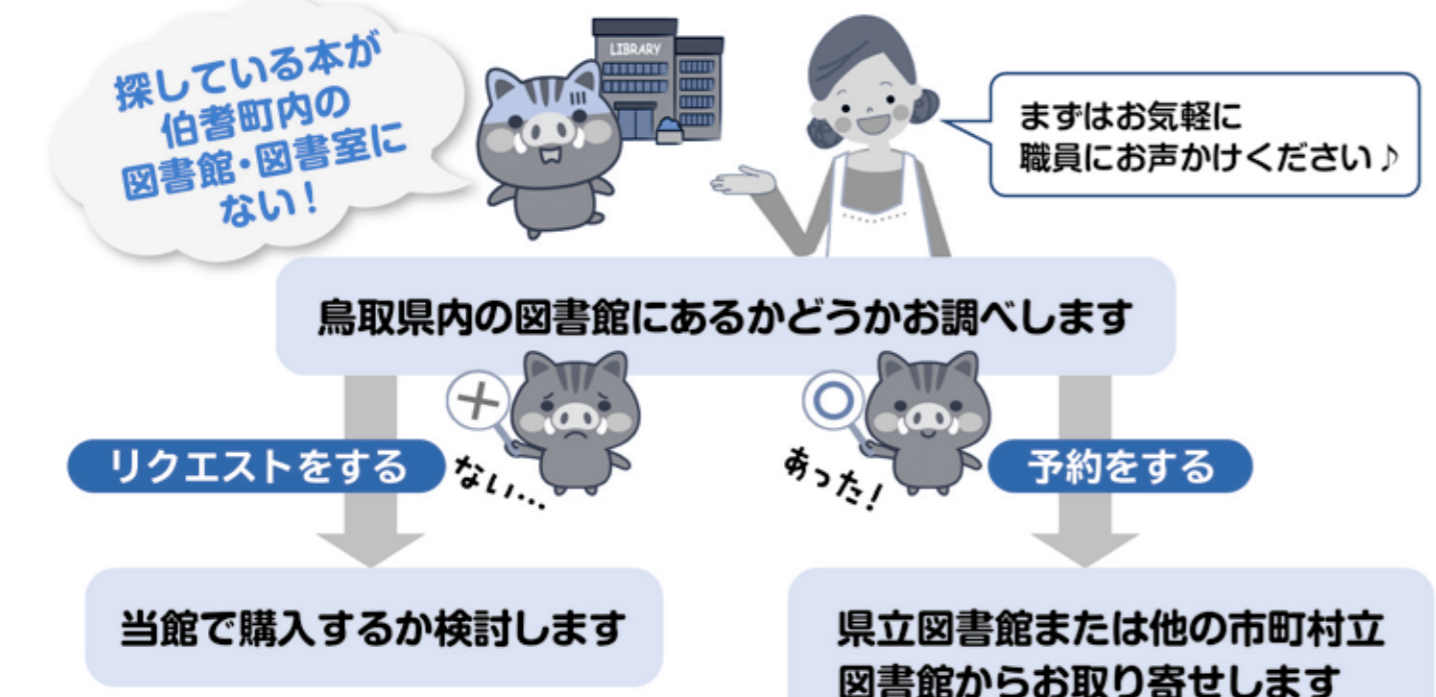 探している本が
伯耆町内の
図書館・図書室に
ない！
LIBRARY
まずはお気軽に
職員にお声かけください♪
鳥取県内の図書館にあるかどうかお調べします
リクエストをする
ない…
あった！
予約をする
当館で購入するか検討します
県立図書館または他の市町村立
図書館からお取り寄せします